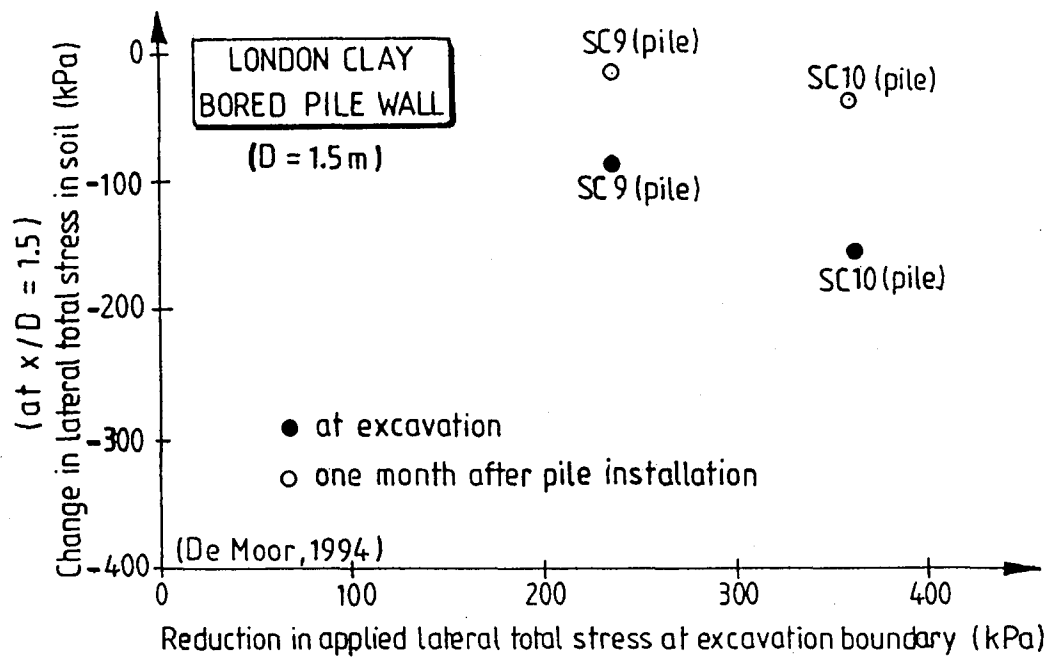 LONDON CLAY
BORED PILE WALL
(D = 1.5m)
SC9(pile)
SC10(pile)
SC9(pile)
SC10(pile)
● at excavation
○ one month after pile installation
(De Moor,1994)
(at x/D = 1.5)
Change in lateral total stress in soil (kPa)
0
-100
-200
-300
-400
0 100 200 300 400
Reduction in applied lateral total stress at excavation boundary (kPa)